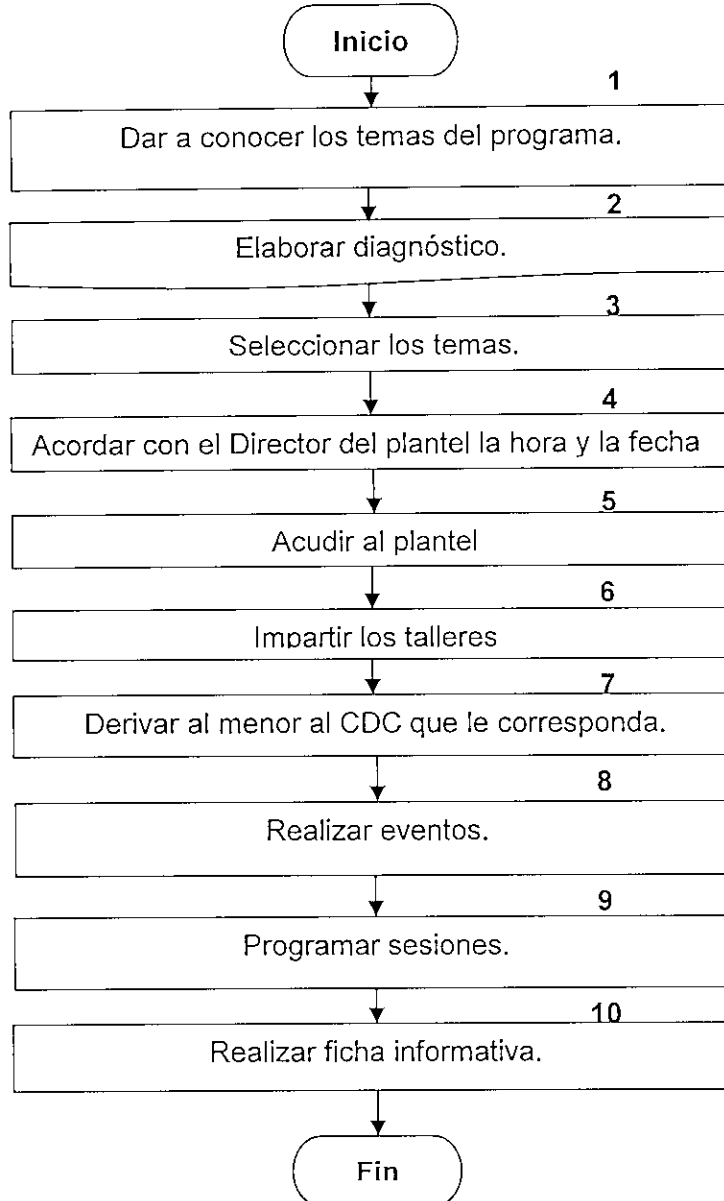 Inicio
1
Dar a conocer los temas del programa.
2
Elaborar diagnóstico.
3
Seleccionar los temas.
4
Acordar con el Director del plantel la hora y la fecha
5
Acudir al plantel
6
Impartir los talleres
7
Derivar al menor al CDC que le corresponda.
8
Realizar eventos.
9
Programar sesiones.
10
Realizar ficha informativa.
Fin